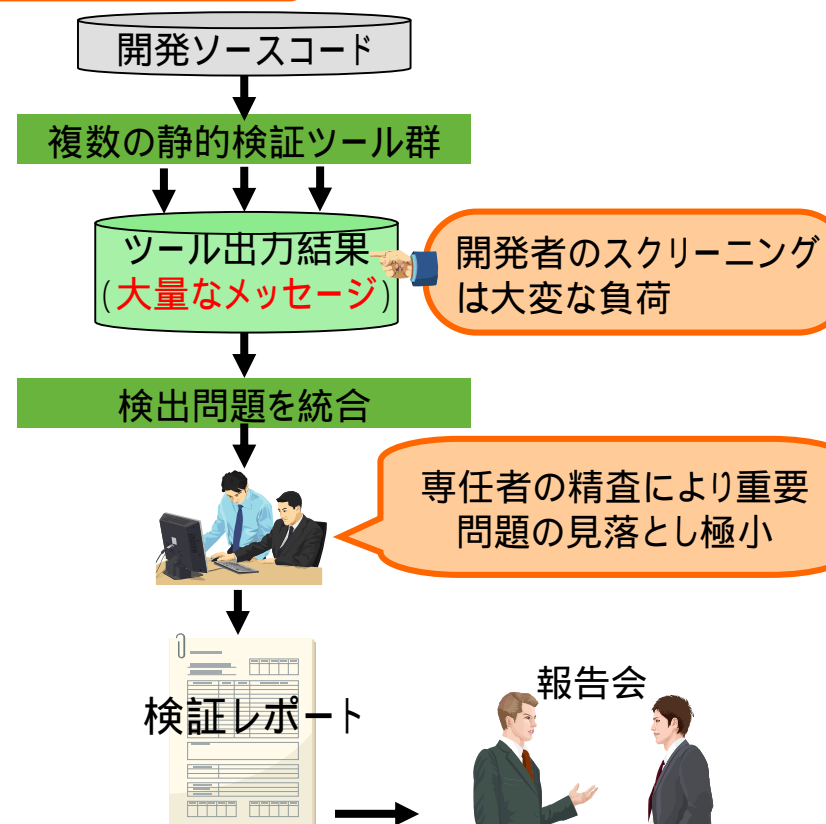 開発ソースコード
複数の静的検証ツール群
ツール出力結果
(大量なメッセージ)
開発者のスクリーニング
は大変な負荷
検出問題を統合
専任者の精査により重要
問題の見落とし極小
検証レポート
報告会